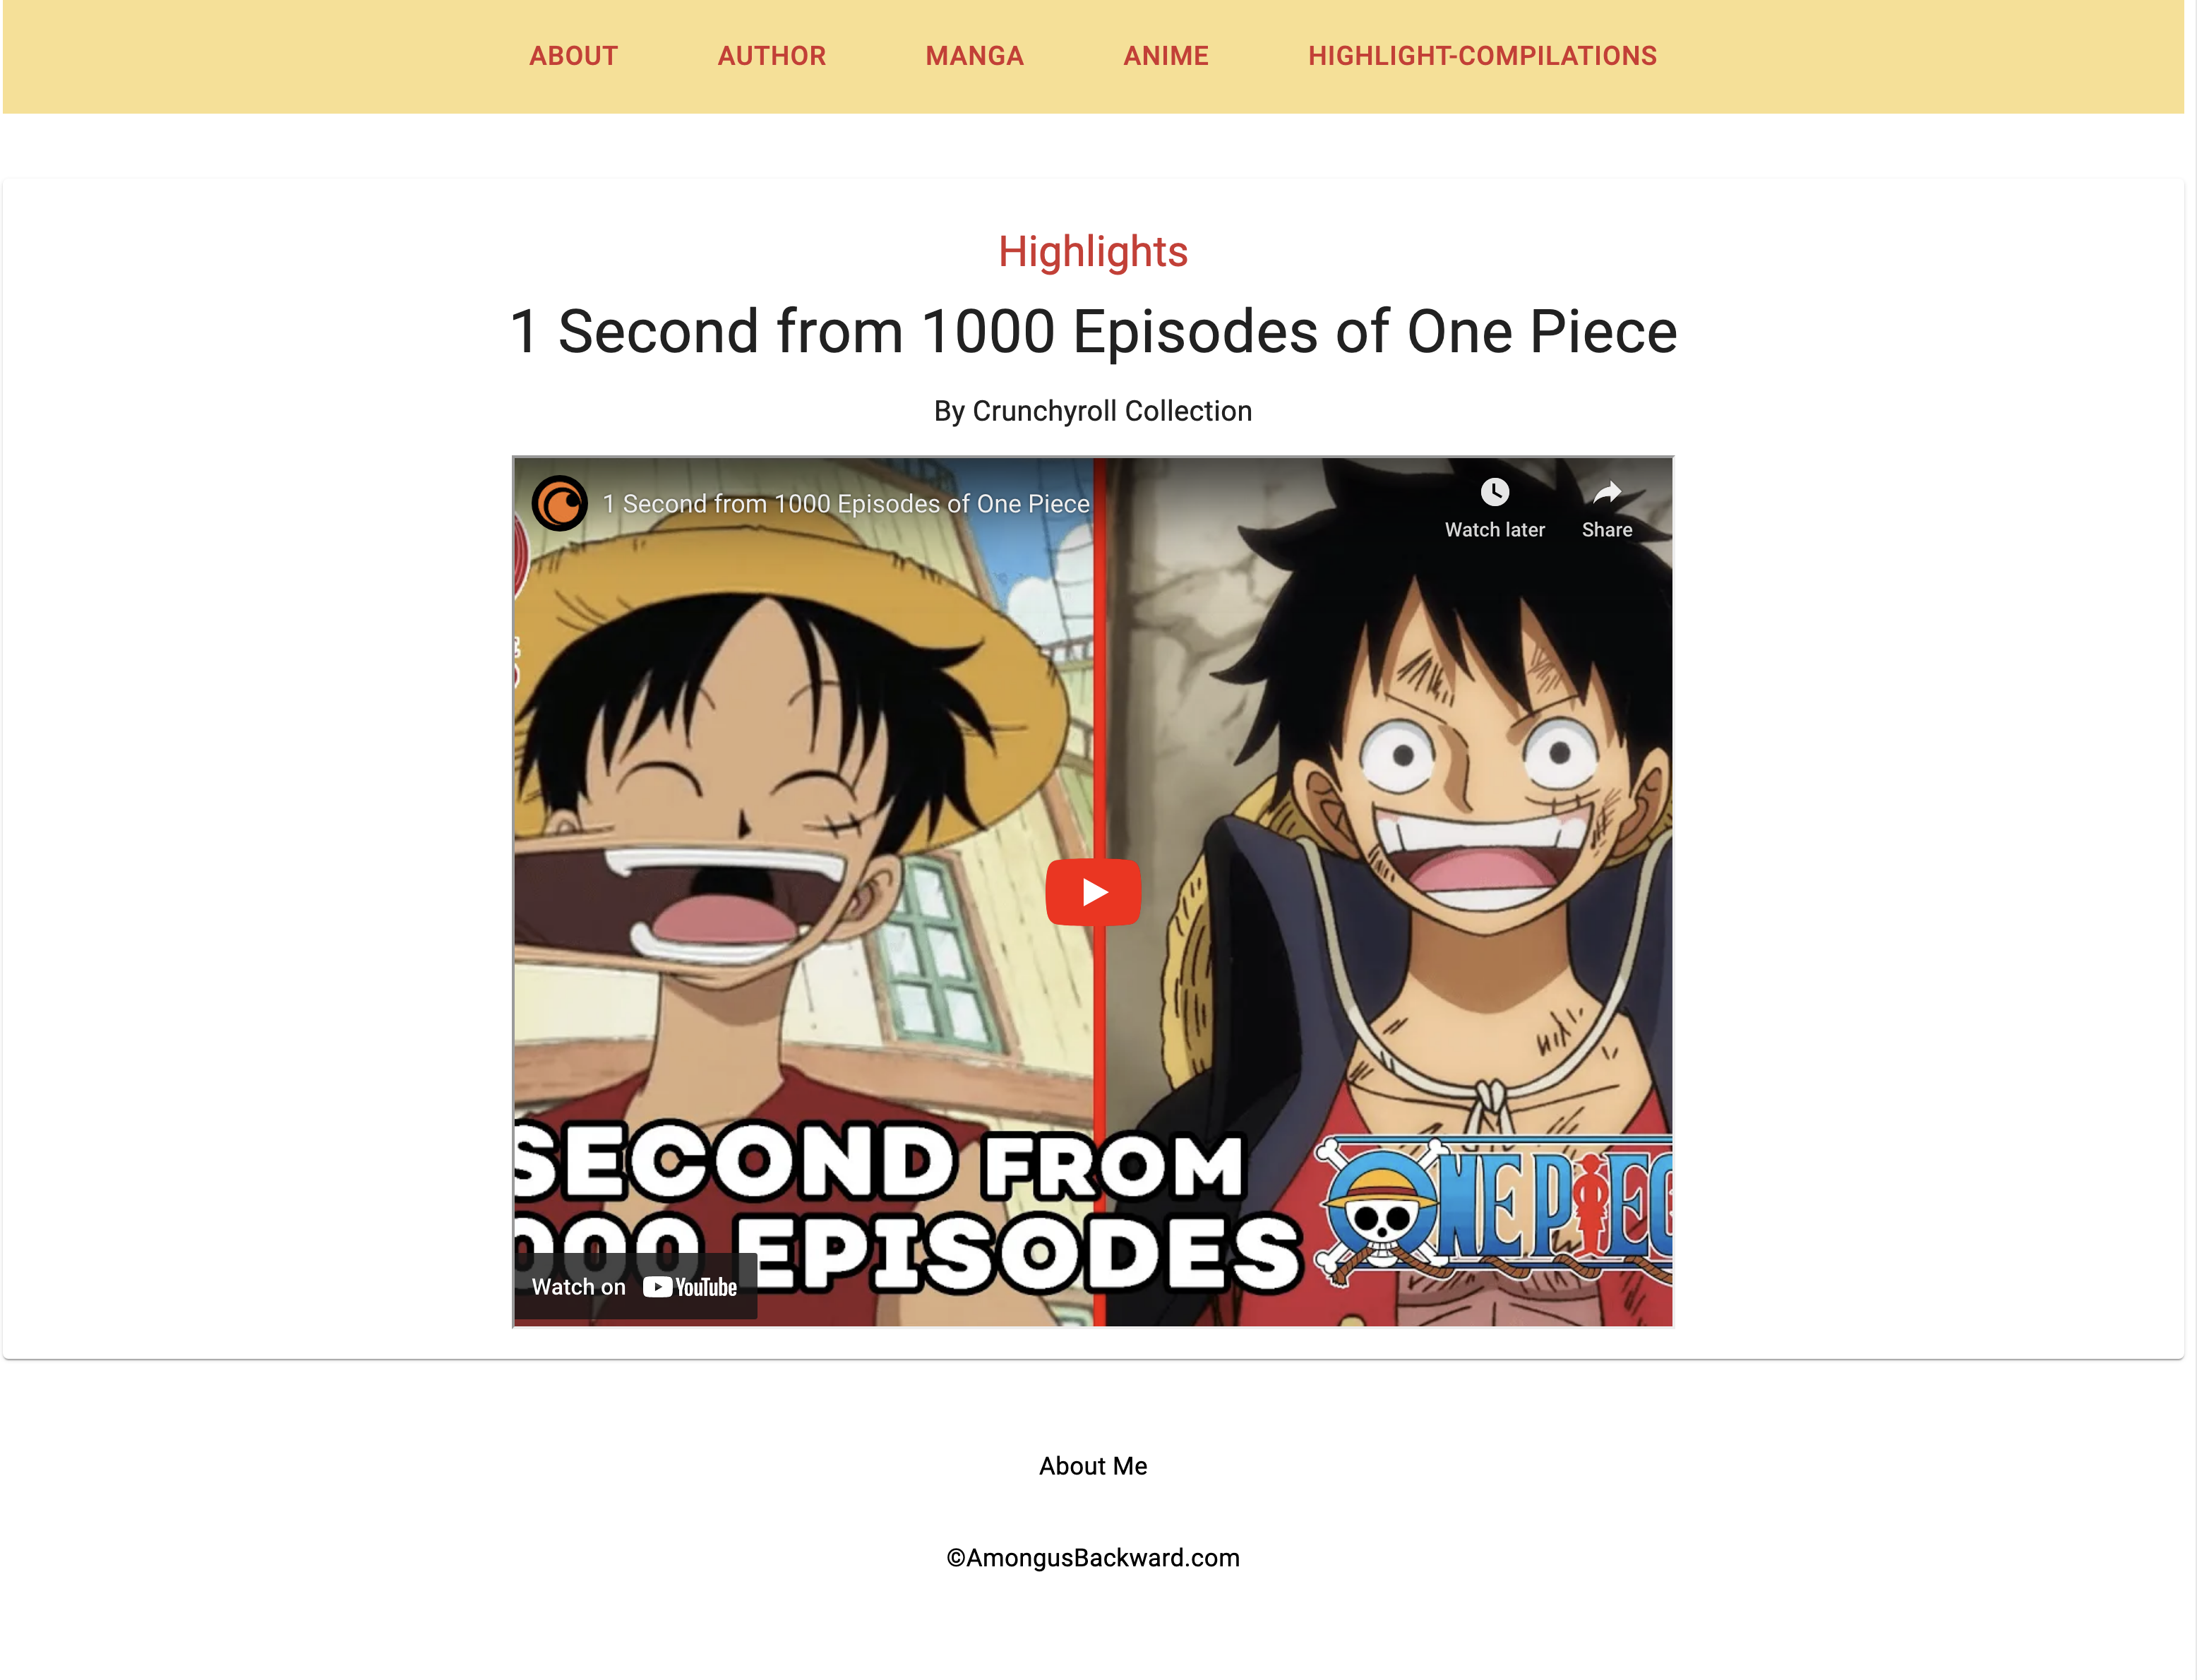 ABOUT AUTHOR MANGA ANIME HIGHLIGHT-COMPILATIONS
Highlights
1 Second from 1000 Episodes of One Piece
By Crunchyroll Collection
1 Second from 1000 Episodes of One Piece
Watch later Share
SECOND FROM
000 EPISODES
ONE PIEC
Watch on YouTube
About Me
©AmongusBackward.com